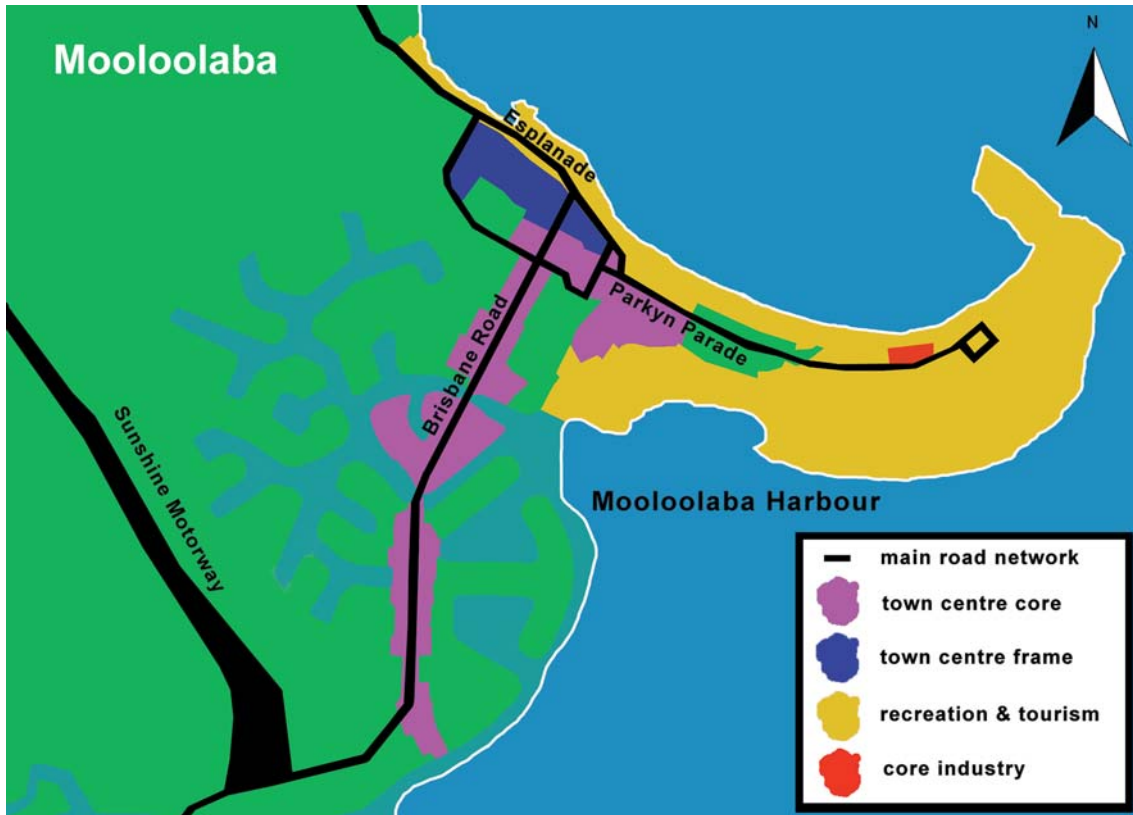 Mooloolaba
N
Esplanade
Parkyn Parade
Brisbane Road
Sunshine Motorway
Mooloolaba Harbour
main road network
town centre core
town centre frame
recreation & tourism
core industry